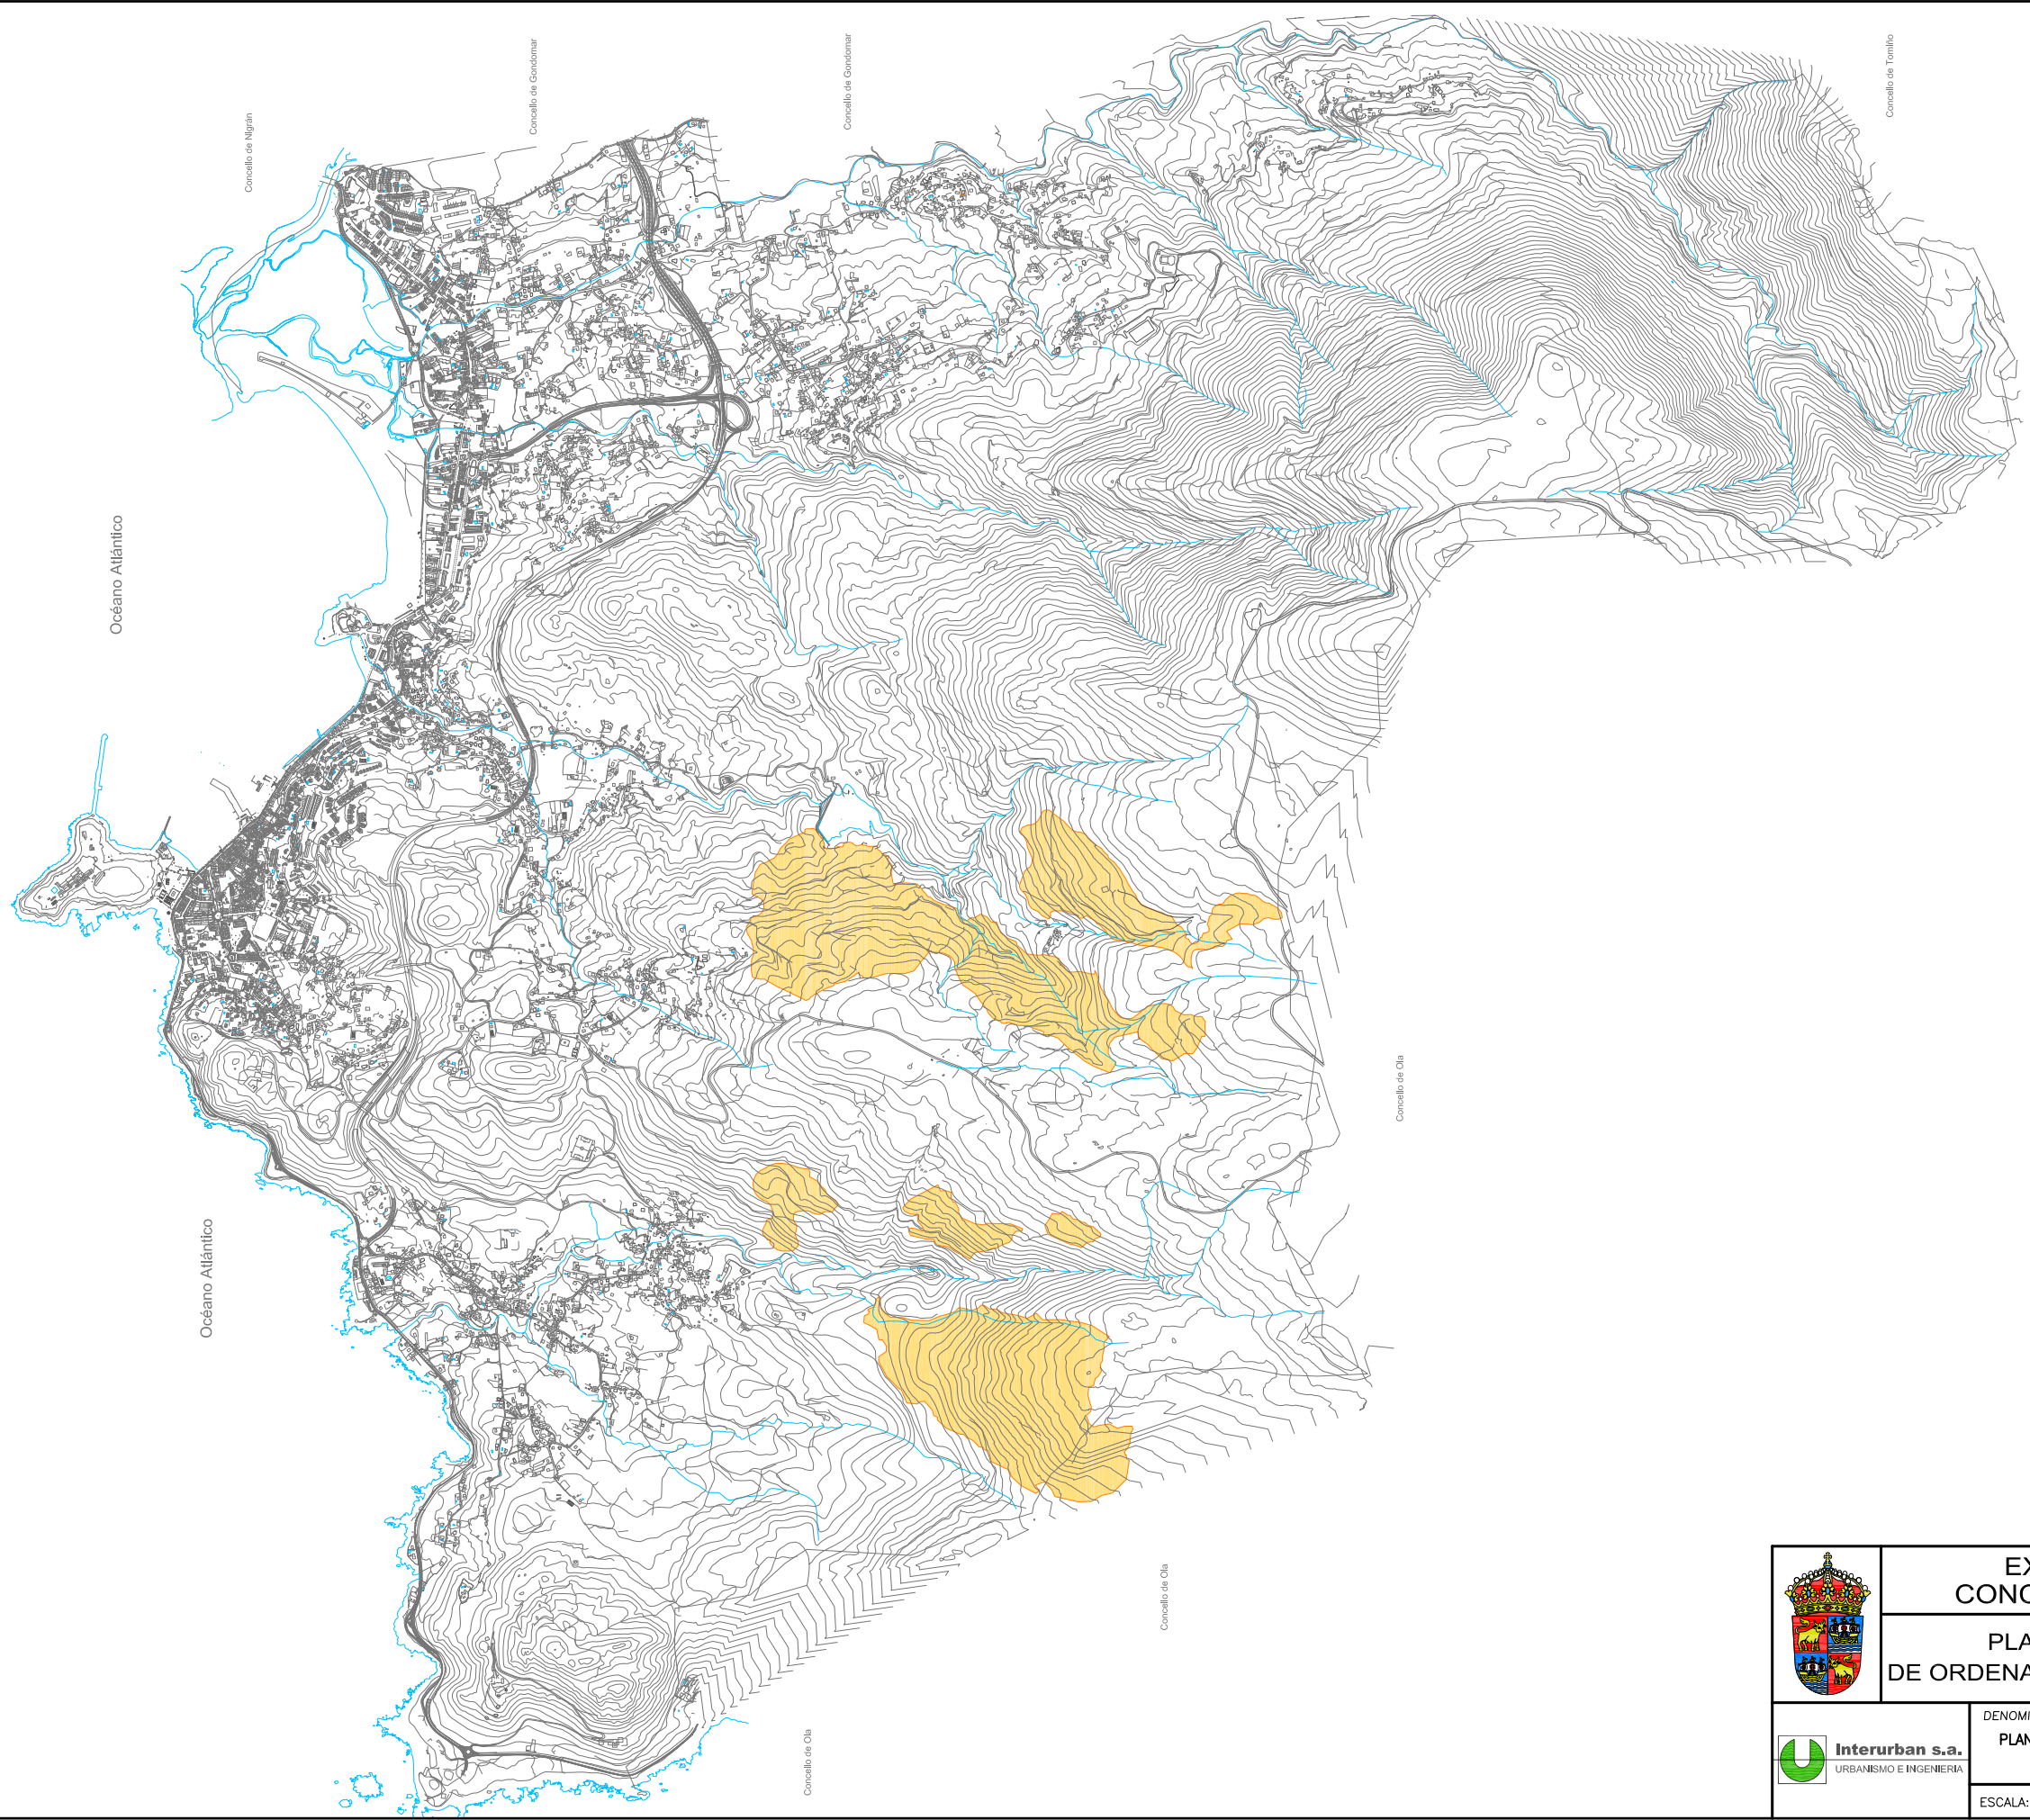 Concello de Nigrán
Concello de Gondomar
Concello de Gondomar
Concello de Tomiño
Océano Atlántico
Océano Atlántico
Concello de Oia
Concello de Oia
Concello de Oia
EX
CONC
PLA
DE ORDENA
DENOMI
PLAN
Interurban s.a.
URBANISMO E INGENIERIA
ESCALA: